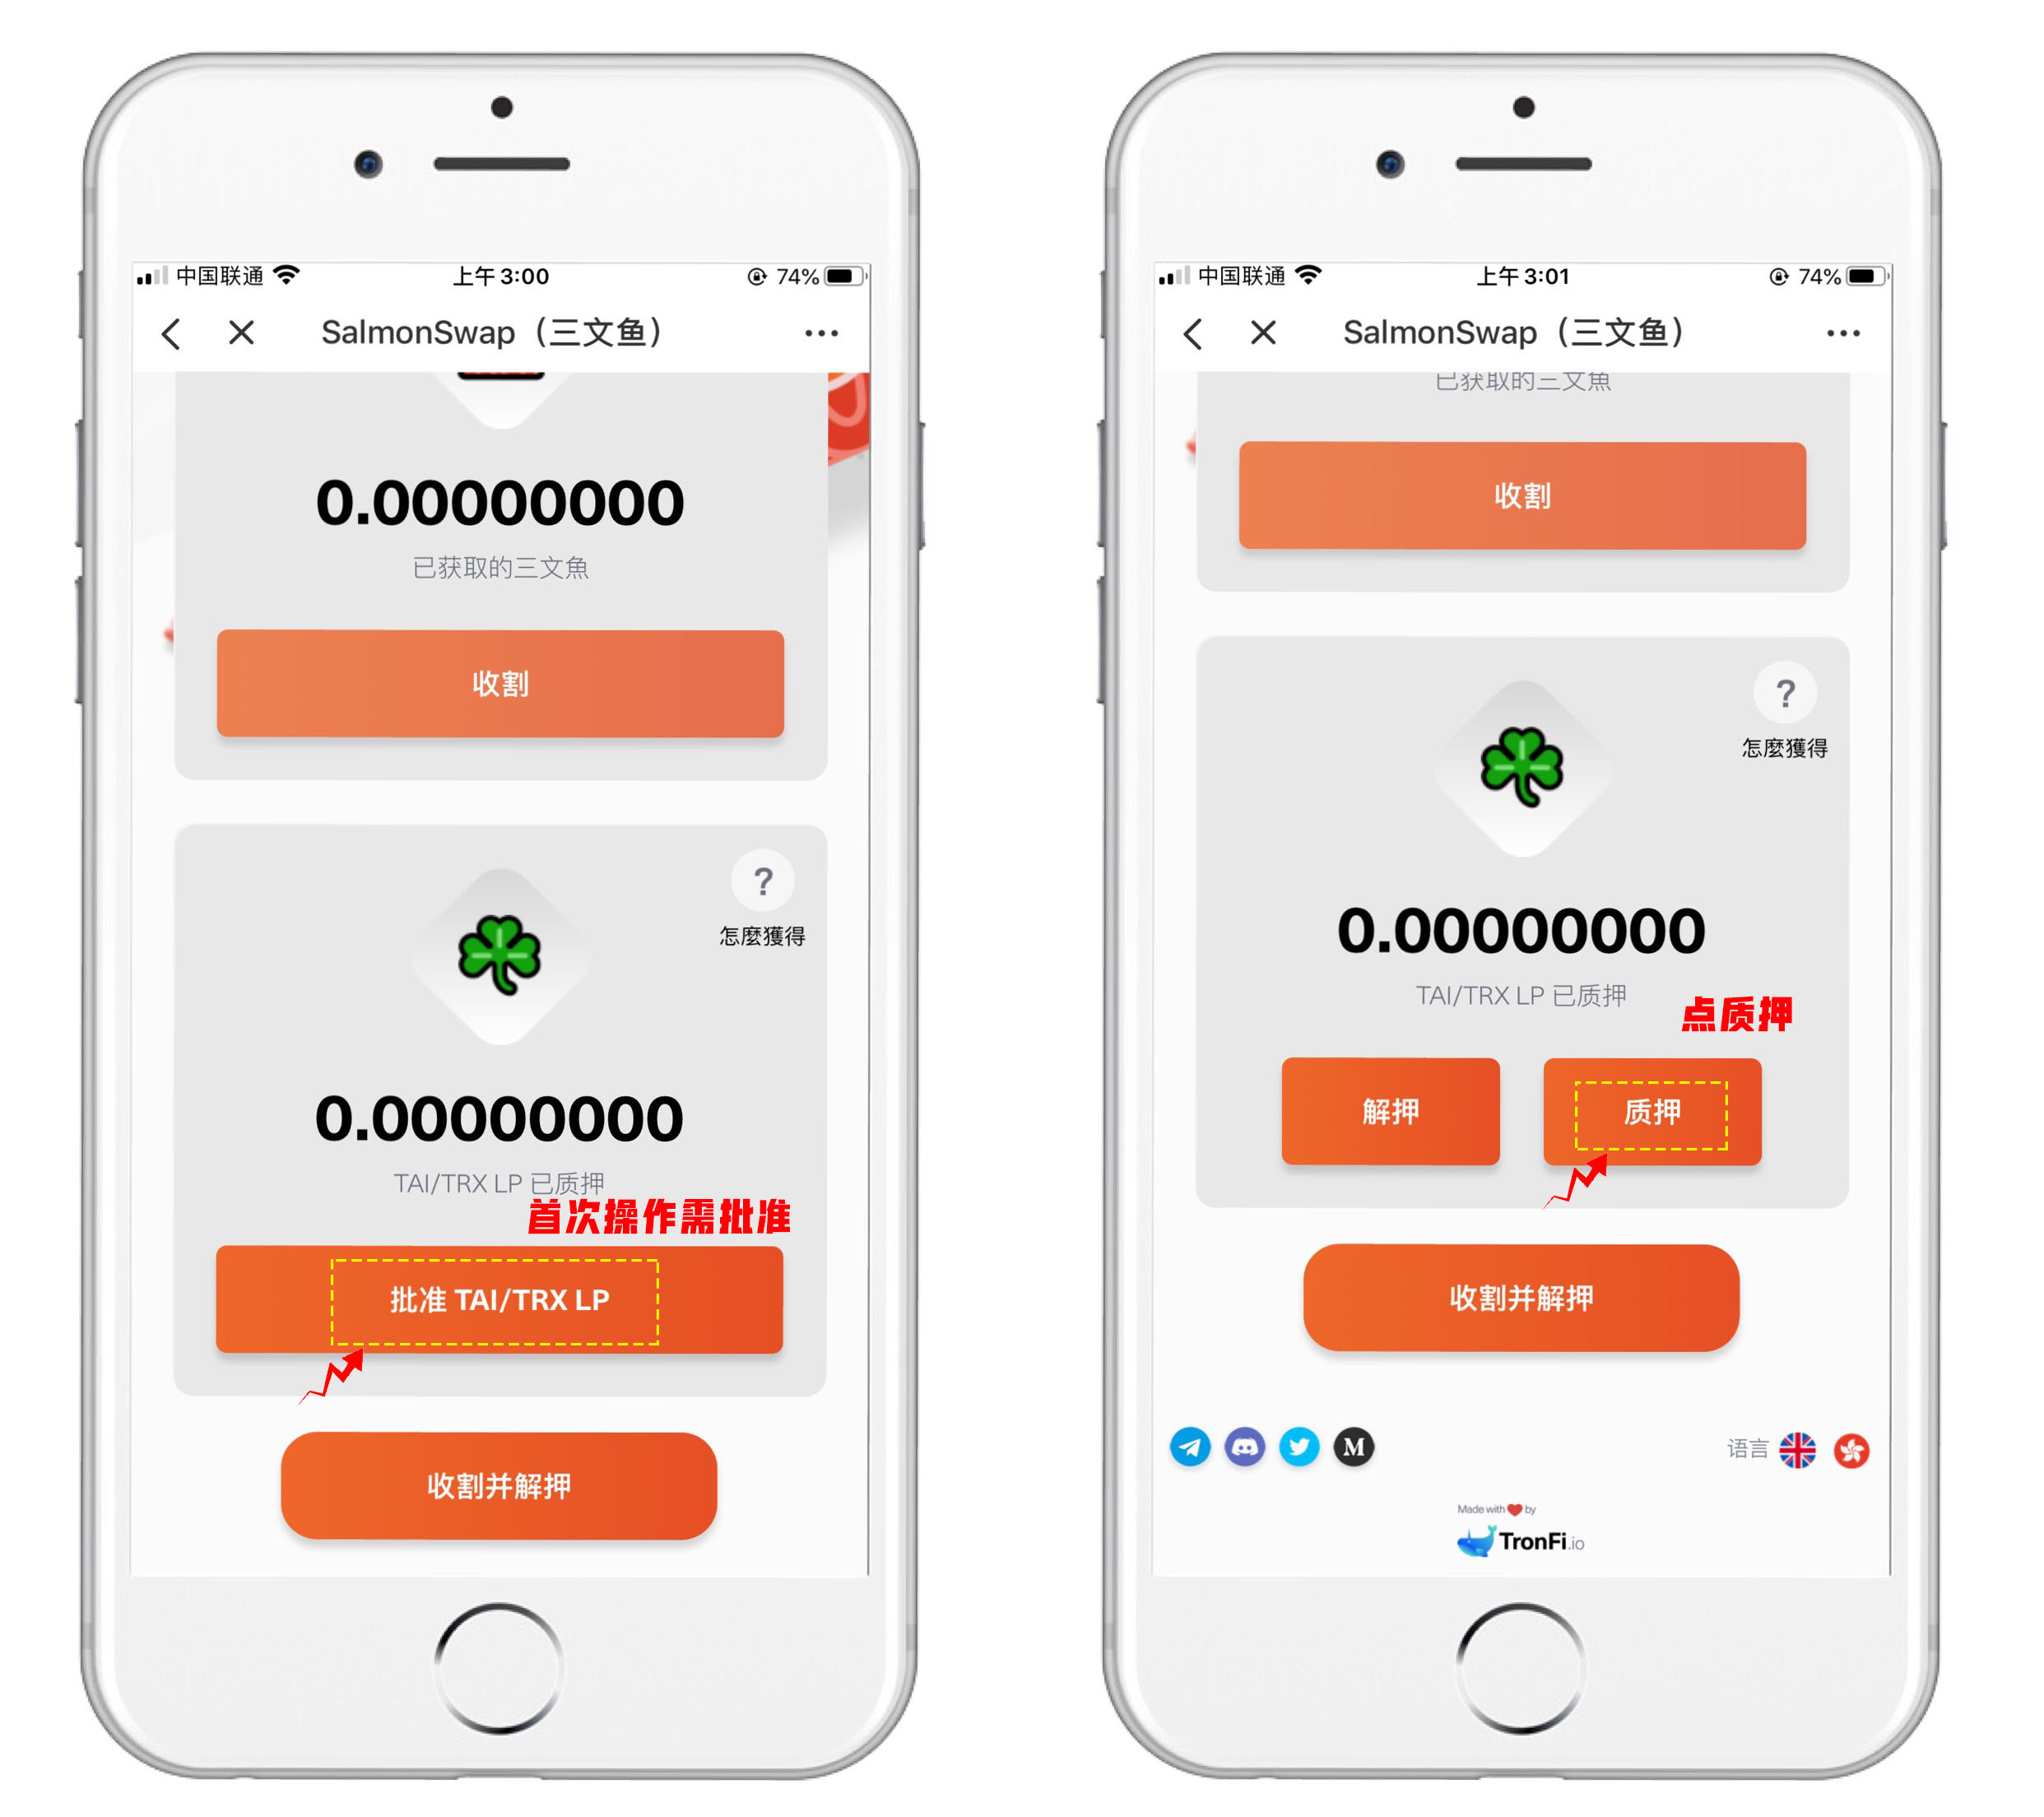 中国联通
上午 3:00
74%
SalmonSwap（三文鱼）
0.00000000
已获取的三文魚
收割
?
怎麼獲得
0.00000000
TAI/TRX LP 已质押
首次操作需批准
批准 TAI/TRX LP
收割并解押
中国联通
上午 3:01
74%
SalmonSwap（三文鱼）
已获取的三文魚
收割
?
怎麼獲得
0.00000000
TAI/TRX LP 已质押
点质押
解押
质押
收割并解押
M
语言
Made with by
TronFi.io